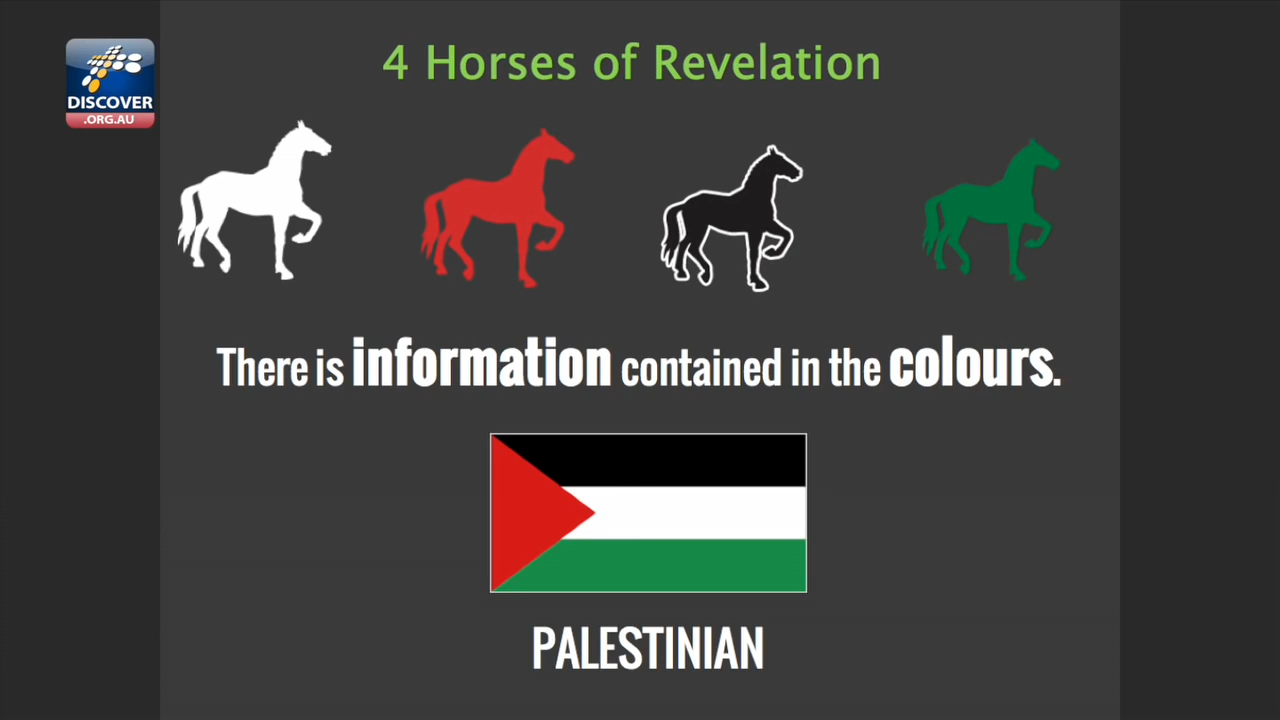 DISCOVER
.ORG.AU
4 Horses of Revelation
There is information contained in the colours.
PALESTINIAN